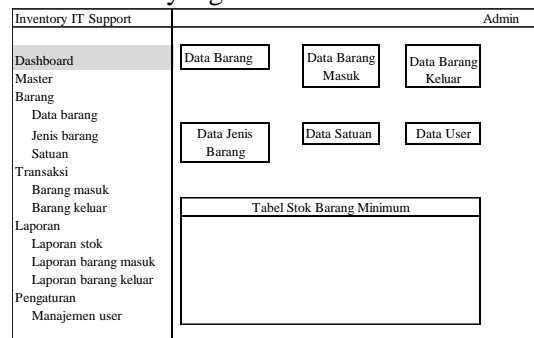 Inventory IT Support
Admin
Dashboard
Master
Barang
Data barang
Jenis barang
Satuan
Transaksi
Barang masuk
Barang keluar
Laporan
Laporan stok
Laporan barang masuk
Laporan barang keluar
Pengaturan
Manajemen user
Data Barang
Data Barang
Masuk
Data Barang
Keluar
Data Jenis
Barang
Data Satuan
Data User
Tabel Stok Barang Minimum